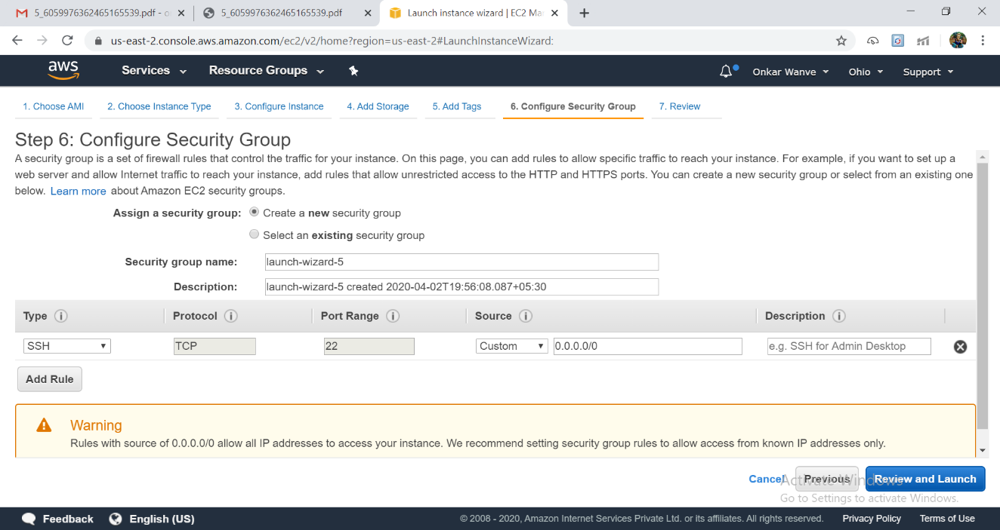 5_6059976362465165539.pdf - o
5_6059976362465165539.pdf
Launch instance wizard | EC2 Ma
us-east-2.console.aws.amazon.com/ec2/v2/home?region=us-east-2#LaunchInstanceWizard:
aws
Services
Resource Groups
Onkar Wanve
Ohio
Support
1. Choose AMI
2. Choose Instance Type
3. Configure Instance
4. Add Storage
5. Add Tags
6. Configure Security Group
7. Review
Step 6: Configure Security Group
A security group is a set of firewall rules that control the traffic for your instance. On this page, you can add rules to allow specific traffic to reach your instance. For example, if you want to set up a
web server and allow Internet traffic to reach your instance, add rules that allow unrestricted access to the HTTP and HTTPS ports. You can create a new security group or select from an existing one
below. Learn more about Amazon EC2 security groups.
Assign a security group:
Create a new security group
Select an existing security group
Security group name:
launch-wizard-5
Description:
launch-wizard-5 created 2020-04-02T19:56:08.087+05:30
Type
Protocol
Port Range
Source
Description
SSH
TCP
22
Custom
0.0.0.0/0
e.g. SSH for Admin Desktop
Add Rule
Warning
Rules with source of 0.0.0.0/0 allow all IP addresses to access your instance. We recommend setting security group rules to allow access from known IP addresses only.
Cancel
Previous
Review and Launch
Activate Windows
Go to Settings to activate Windows.
Feedback
English (US)
© 2008 - 2020, Amazon Internet Services Private Ltd. or its affiliates. All rights reserved.
Privacy Policy
Terms of Use